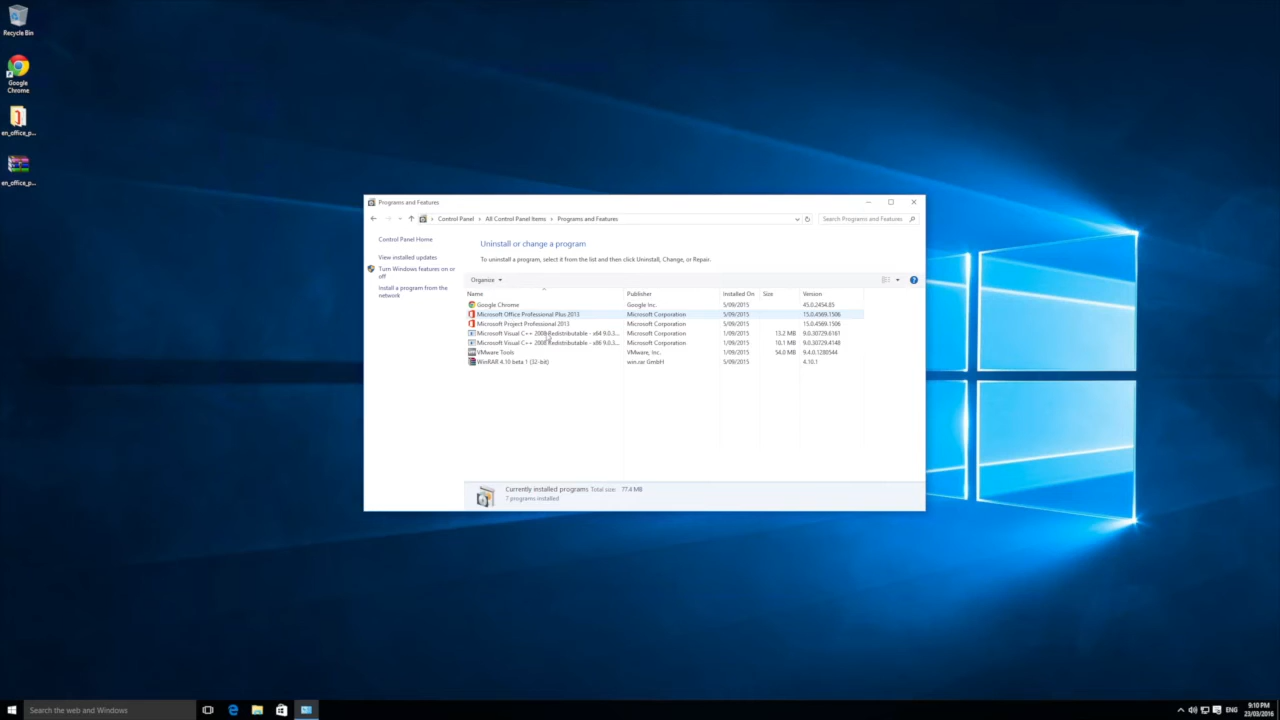 Recycle Bin
Google
Chrome
en_office_p...
en_office_p...
Programs and Features
Control Panel › All Control Panel Items › Programs and Features
Search Programs and Features
Control Panel Home
View installed updates
Turn Windows features on or
off
Install a program from the
network
Uninstall or change a program
To uninstall a program, select it from the list and then click Uninstall, Change, or Repair.
Organize
Name Publisher Installed On Size Version
Google Chrome Google Inc. 5/09/2015 45.0.2454.85
Microsoft Office Professional Plus 2013 Microsoft Corporation 5/09/2015 15.0.4569.1506
Microsoft Project Professional 2013 Microsoft Corporation 5/09/2015 15.0.4569.1506
Microsoft Visual C++ 2008 Redistributable - x64 9.0.3... Microsoft Corporation 1/09/2015 13.2 MB 9.0.30729.6161
Microsoft Visual C++ 2008 Redistributable - x86 9.0.3... Microsoft Corporation 1/09/2015 10.1 MB 9.0.30729.4148
VMware Tools VMware, Inc. 1/09/2015 54.0 MB 9.4.0.1280544
WinRAR 4.10 beta 1 (32-bit) win.rar GmbH 5/09/2015 4.10.1
Currently installed programs Total size: 77.4 MB
7 programs installed
Search the web and Windows
ENG
9:10 PM
23/03/2016